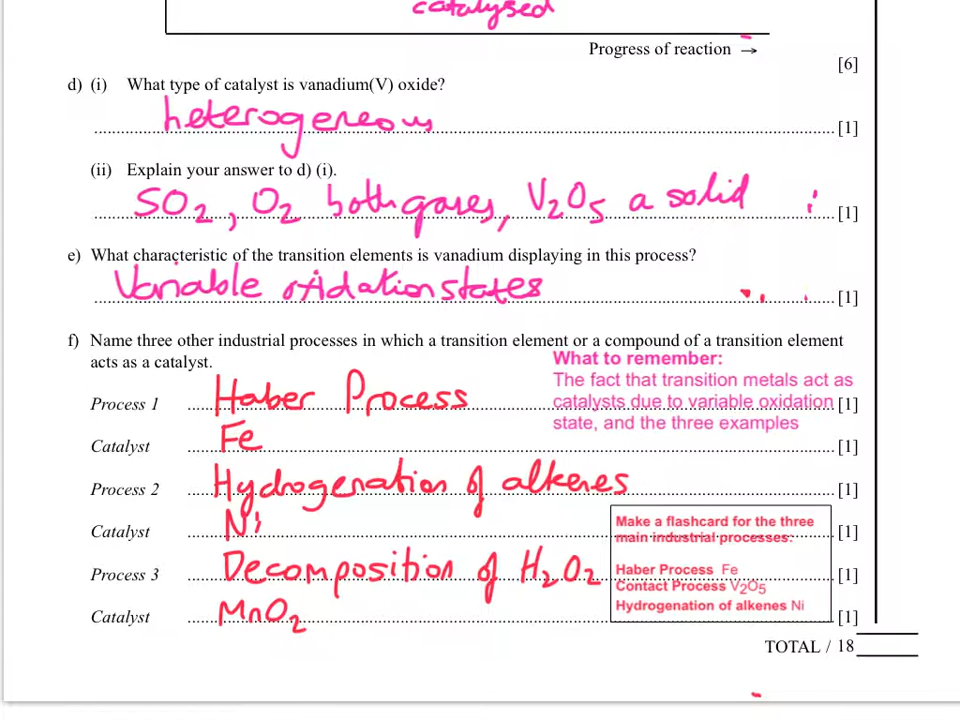 catalysed
Progress of reaction →
[6]
d) (i) What type of catalyst is vanadium(V) oxide?
heterogeneous [1]
(ii) Explain your answer to d) (i).
SO2, O2 both gases, V2O5 a solid [1]
e) What characteristic of the transition elements is vanadium displaying in this process?
Variable oxidation states [1]
f) Name three other industrial processes in which a transition element or a compound of a transition element
acts as a catalyst.
What to remember:
The fact that transition metals act as
catalysts due to variable oxidation
state, and the three examples
Process 1 Haber Process [1]
Catalyst Fe [1]
Process 2 Hydrogenation of alkenes [1]
Catalyst Ni [1]
Process 3 Decomposition of H2O2 [1]
Catalyst MnO2 [1]
Make a flashcard for the three
main industrial processes:
Haber Process Fe
Contact Process V2O5
Hydrogenation of alkenes Ni
TOTAL / 18